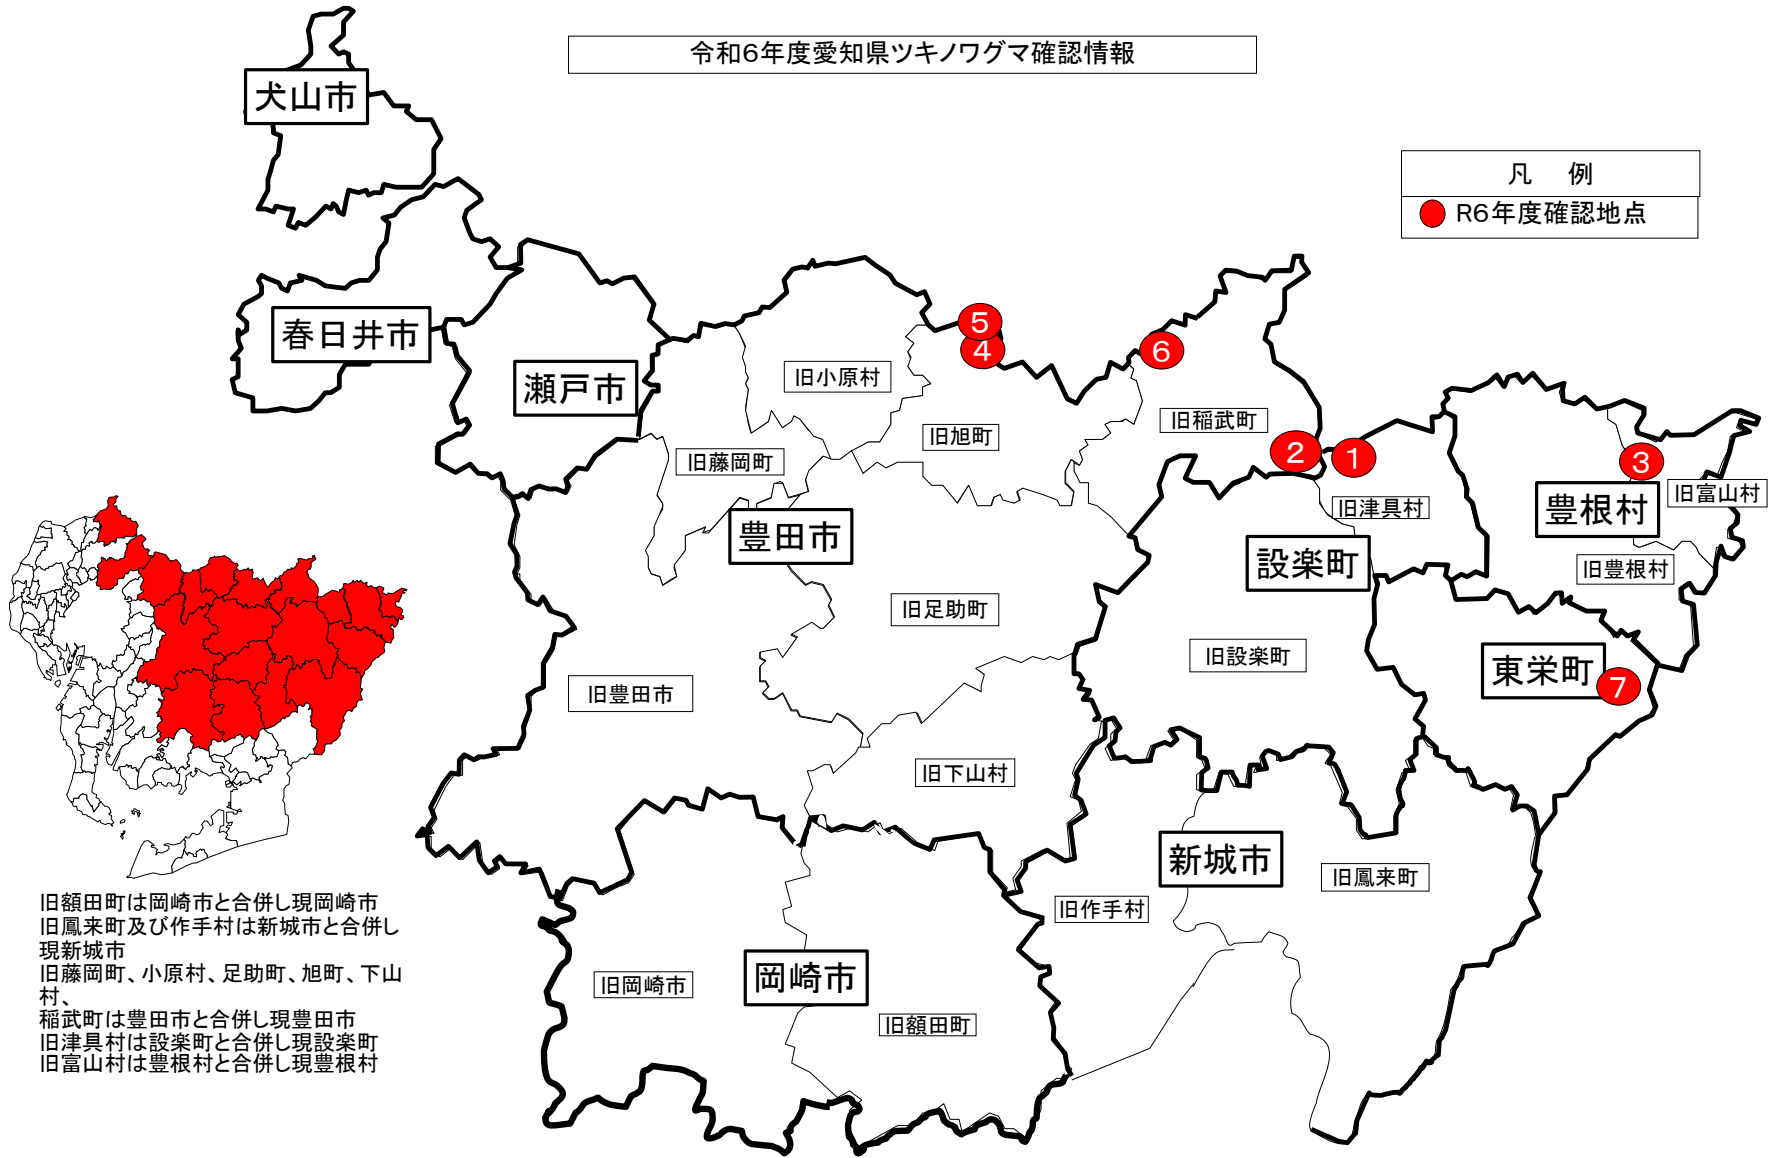 令和6年度愛知県ツキノワグマ確認情報
犬山市
凡 例
R6年度確認地点
春日井市
瀬戸市
5
4
6
旧小原村
旧稲武町
旧旭町
旧藤岡町
2
1
3
旧富山村
豊根村
旧津具村
豊田市
設楽町
旧豊根村
旧足助町
旧設楽町
東栄町
7
旧豊田市
旧下山村
新城市
旧鳳来町
旧作手村
岡崎市
旧岡崎市
旧額田町
旧額田町は岡崎市と合併し現岡崎市
旧鳳来町及び作手村は新城市と合併し
現新城市
旧藤岡町、小原村、足助町、旭町、下山
村、
稲武町は豊田市と合併し現豊田市
旧津具村は設楽町と合併し現設楽町
旧富山村は豊根村と合併し現豊根村